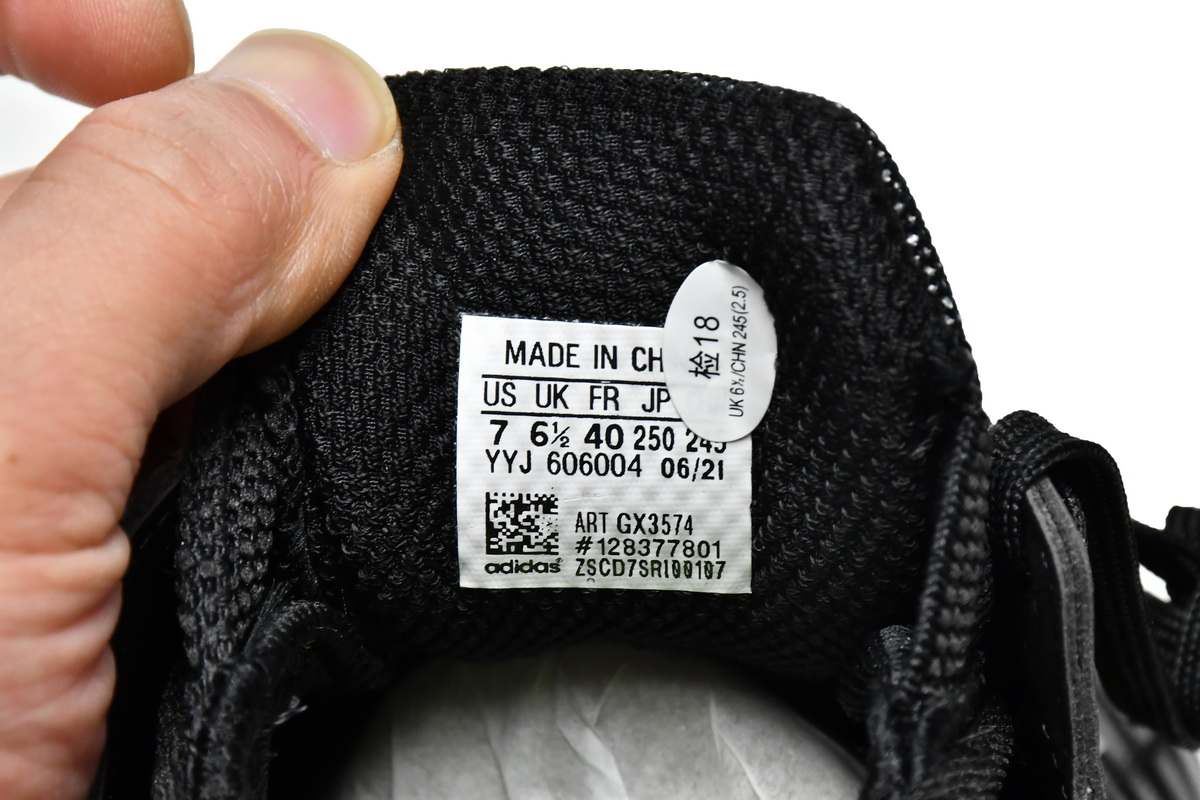 MADE IN CH
US UK FR JP
7 6½ 40 250 245
YYJ 606004 06/21
ART GX3574
#128377801
adidas ZSCD7SRI00107
检18
UK 6½/CHN 245(2.5)